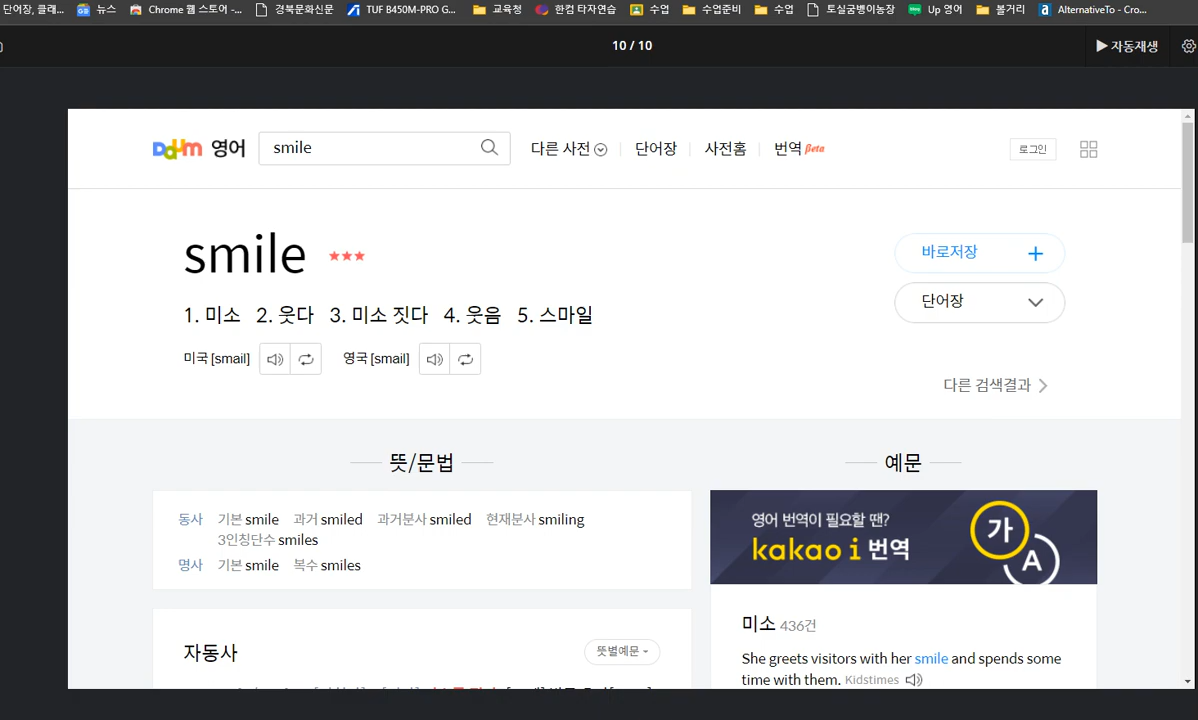 단어장, 클래... 뉴스 Chrome 웹 스토어 -... 경북문화신문 TUF B450M-PRO G... 교육청 한컴 타자연습 수업 수업준비 수업 토실굼벵이농장 Up 영어 볼거리 AlternativeTo - Cro...
10 / 10
▶자동재생
Daum 영어 smile 다른 사전 단어장 사전홈 번역 Beta 로그인
smile ★★★
바로저장 +
1. 미소 2. 웃다 3. 미소 짓다 4. 웃음 5. 스마일
단어장
미국 [smail] 영국 [smail]
다른 검색결과
뜻/문법
동사 기본 smile 과거 smiled 과거분사 smiled 현재분사 smiling
3인칭단수 smiles
명사 기본 smile 복수 smiles
자동사 뜻별예문
예문
영어 번역이 필요할 땐?
kakao i 번역
가
A
미소 436건
She greets visitors with her smile and spends some
time with them. Kidstimes